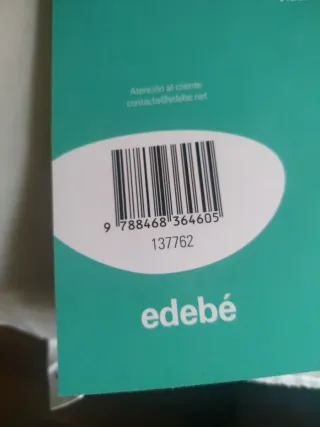 Atención al cliente
contacta@edebe.net
9 788468 364605
137762
edebé